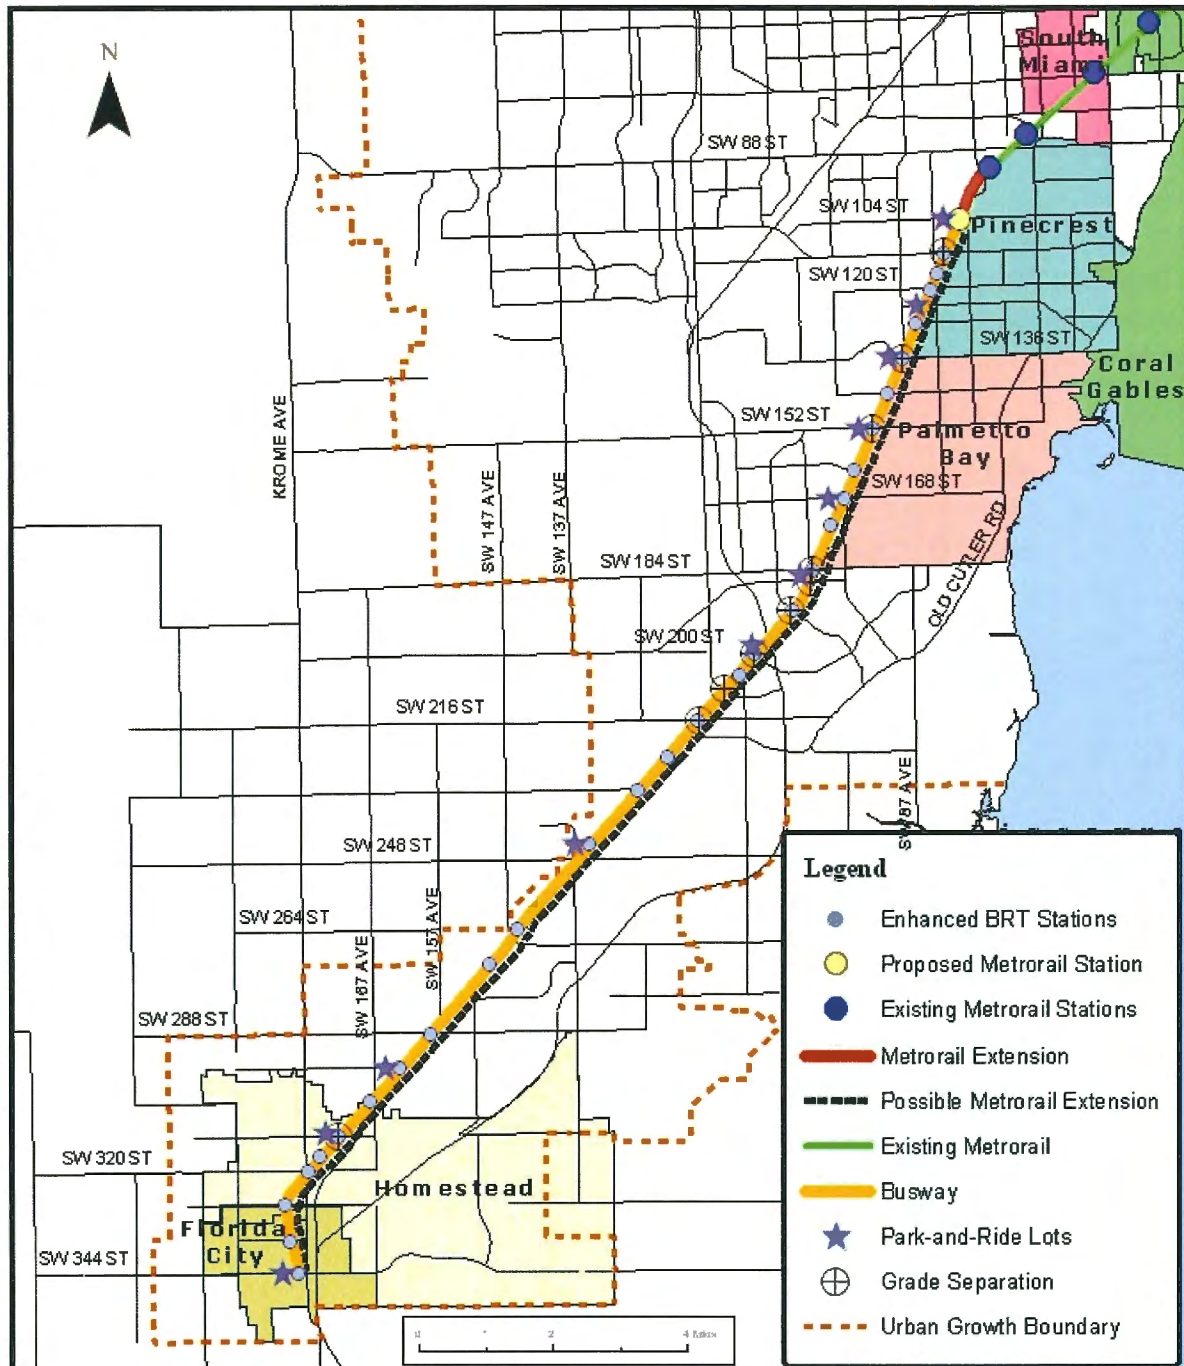 N
South
Miami
SW 88 ST
SW 104 ST
Pinecrest
SW 120 ST
SW 136 ST
Coral
Gables
SW 152 ST
Palmetto
Bay
KROME AVE
SW 147 AVE
SW 137 AVE
SW 168 ST
OLD CUTLER RD
SW 184 ST
SW 200 ST
SW 216 ST
SW 87 AVE
SW 248 ST
SW 264 ST
SW 157 AVE
SW 167 AVE
SW 288 ST
SW 320 ST
Homestead
Florida
City
SW 344 ST
0 1 2 4 Miles
Legend
Enhanced BRT Stations
Proposed Metrorail Station
Existing Metrorail Stations
Metrorail Extension
Possible Metrorail Extension
Existing Metrorail
Busway
Park-and-Ride Lots
Grade Separation
Urban Growth Boundary